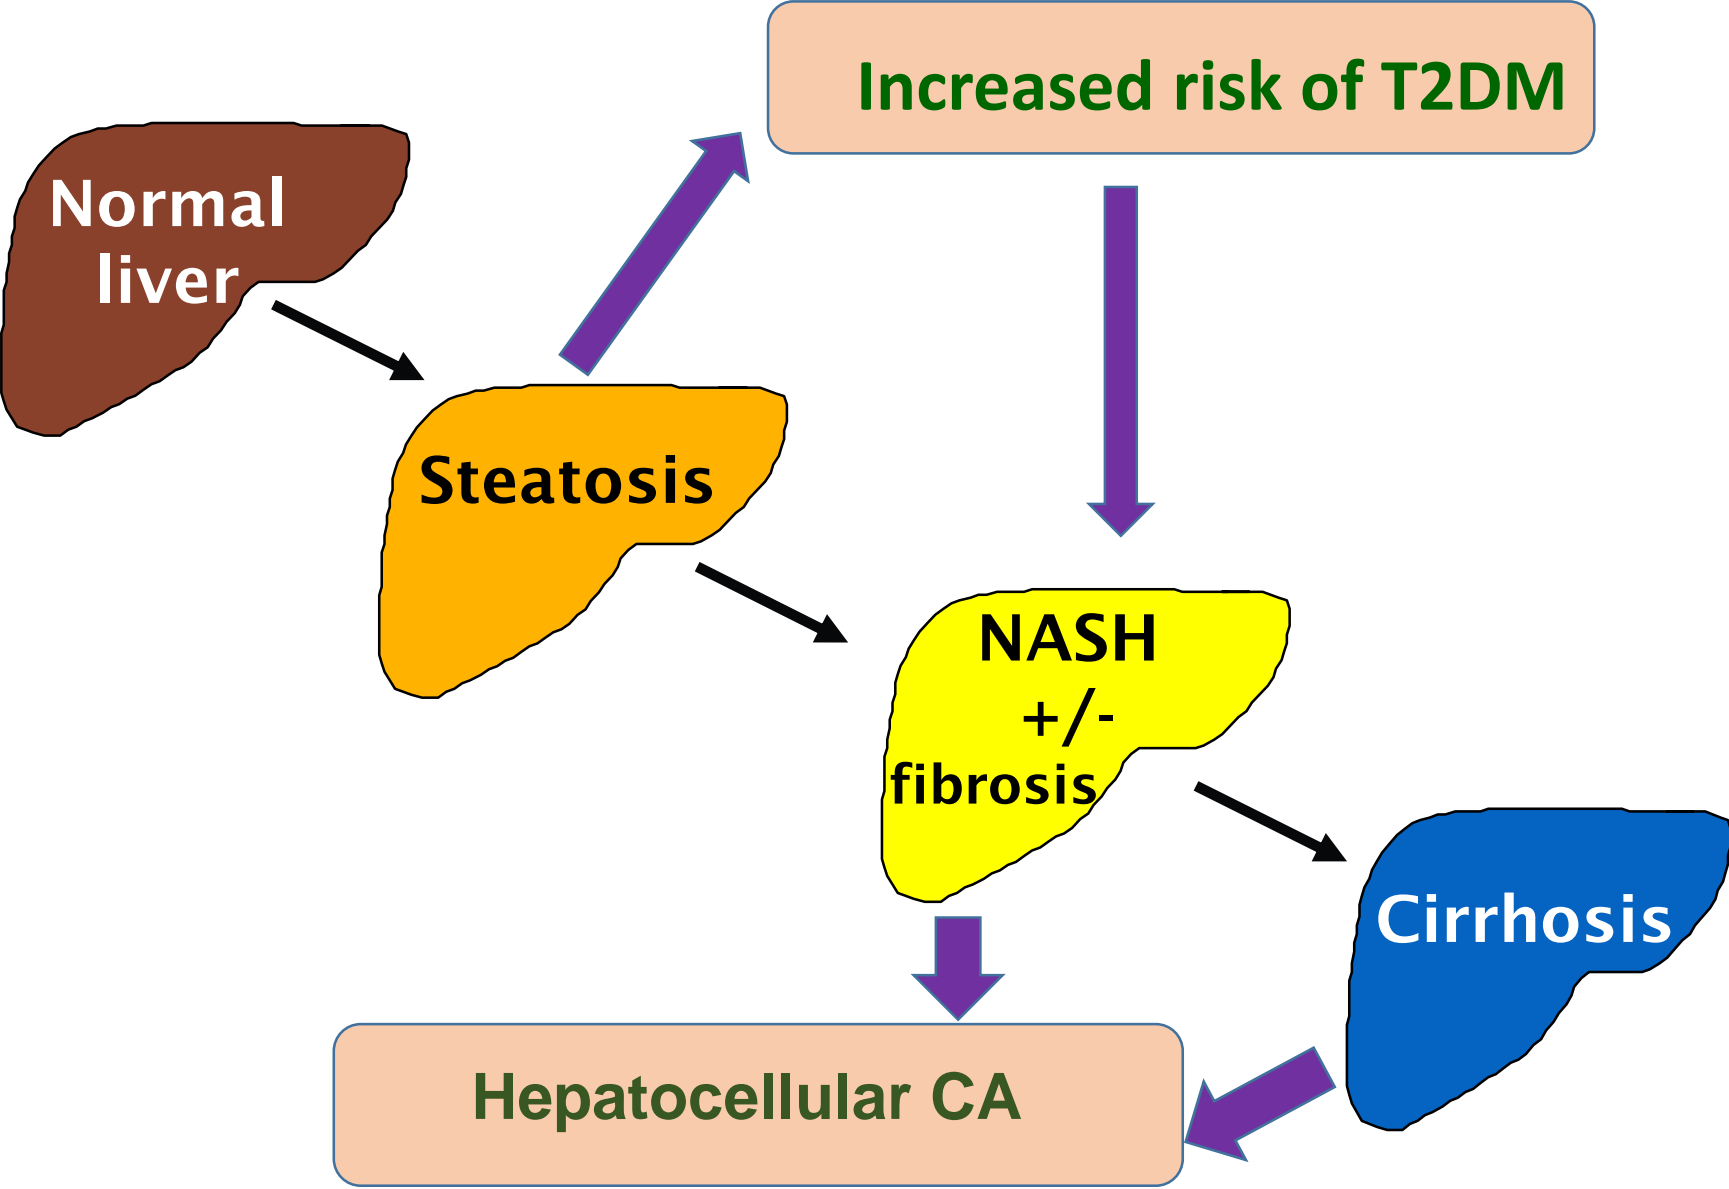 Increased risk of T2DM
Normal
liver
Steatosis
NASH
+/-
fibrosis
Cirrhosis
Hepatocellular CA